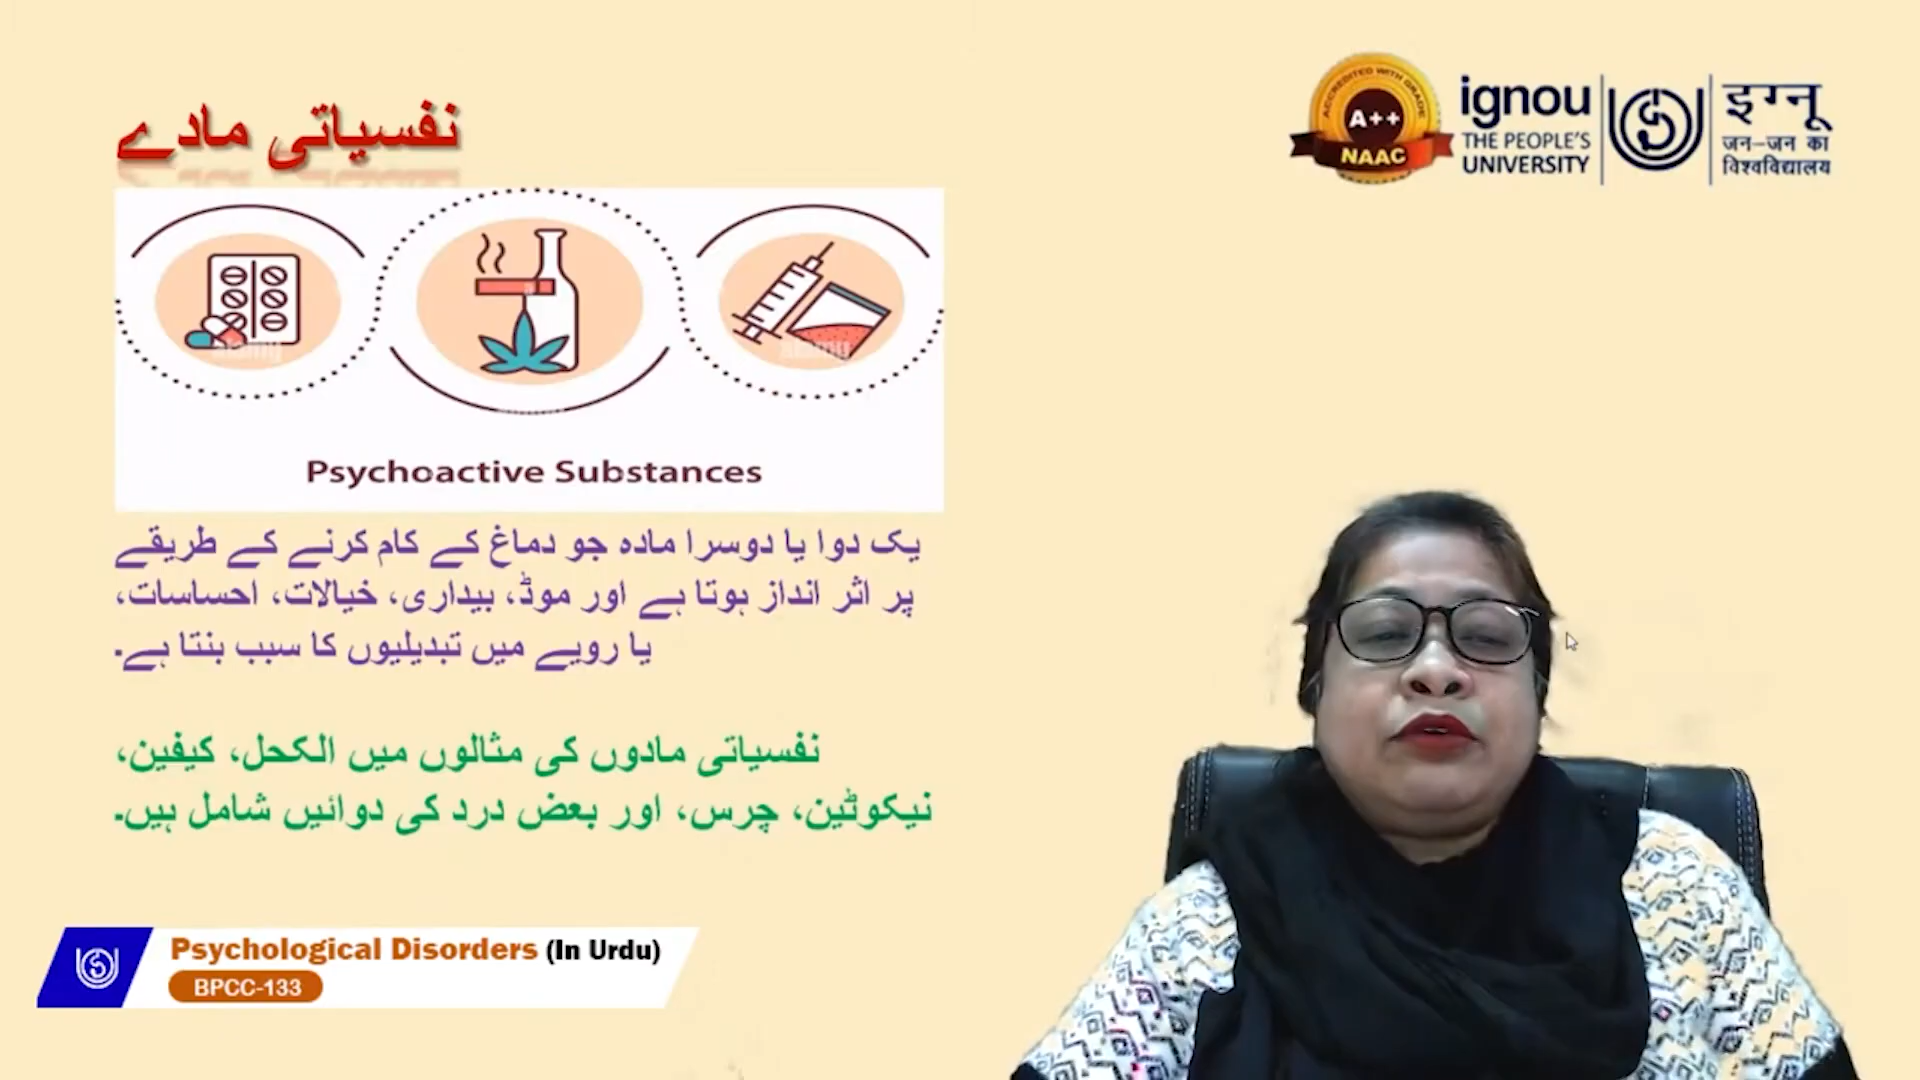 نفسیاتی مادے
ACCREDITED WITH GRADE
A++
NAAC
ignou
THE PEOPLE'S
UNIVERSITY
इग्नू
जन-जन का
विश्वविद्यालय
Psychoactive Substances
یک دوا یا دوسرا مادہ جو دماغ کے کام کرنے کے طریقے
پر اثر انداز ہوتا ہے اور موڈ، بیداری، خیالات، احساسات،
یا رویے میں تبدیلیوں کا سبب بنتا ہے۔
نفسیاتی مادوں کی مثالوں میں الکحل، کیفین،
نیکوٹین، چرس، اور بعض درد کی دوائیں شامل ہیں۔
Psychological Disorders (In Urdu)
BPCC-133